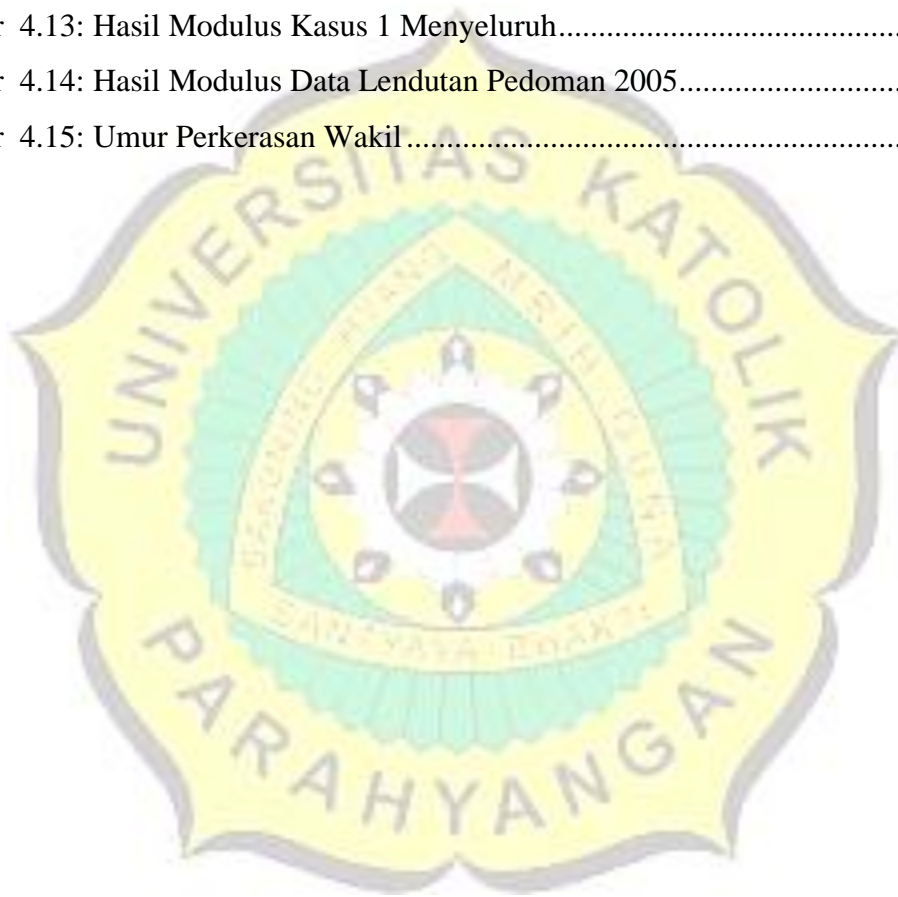 r 4.13: Hasil Modulus Kasus 1 Menyeluruh....................................
r 4.14: Hasil Modulus Data Lendutan Pedoman 2005...........................
r 4.15: Umur Perkerasan Wakil............................................................
UNIVERSITAS KATOLIK
PARAHYANGAN